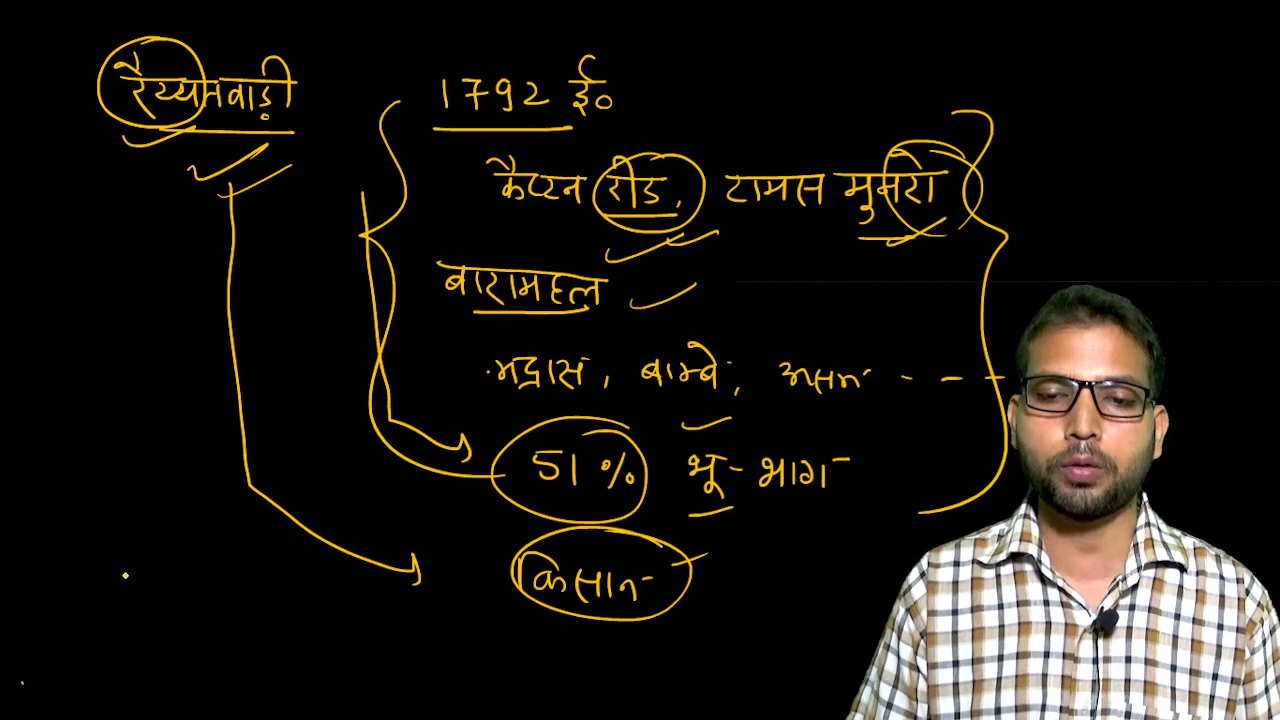 रैय्यतवाड़ी
1792 ई०
कैप्टन रीड, टामस मुनरो
बारामहल
मद्रास, बाम्बे, असम - - -
51% भू-भाग
किसान